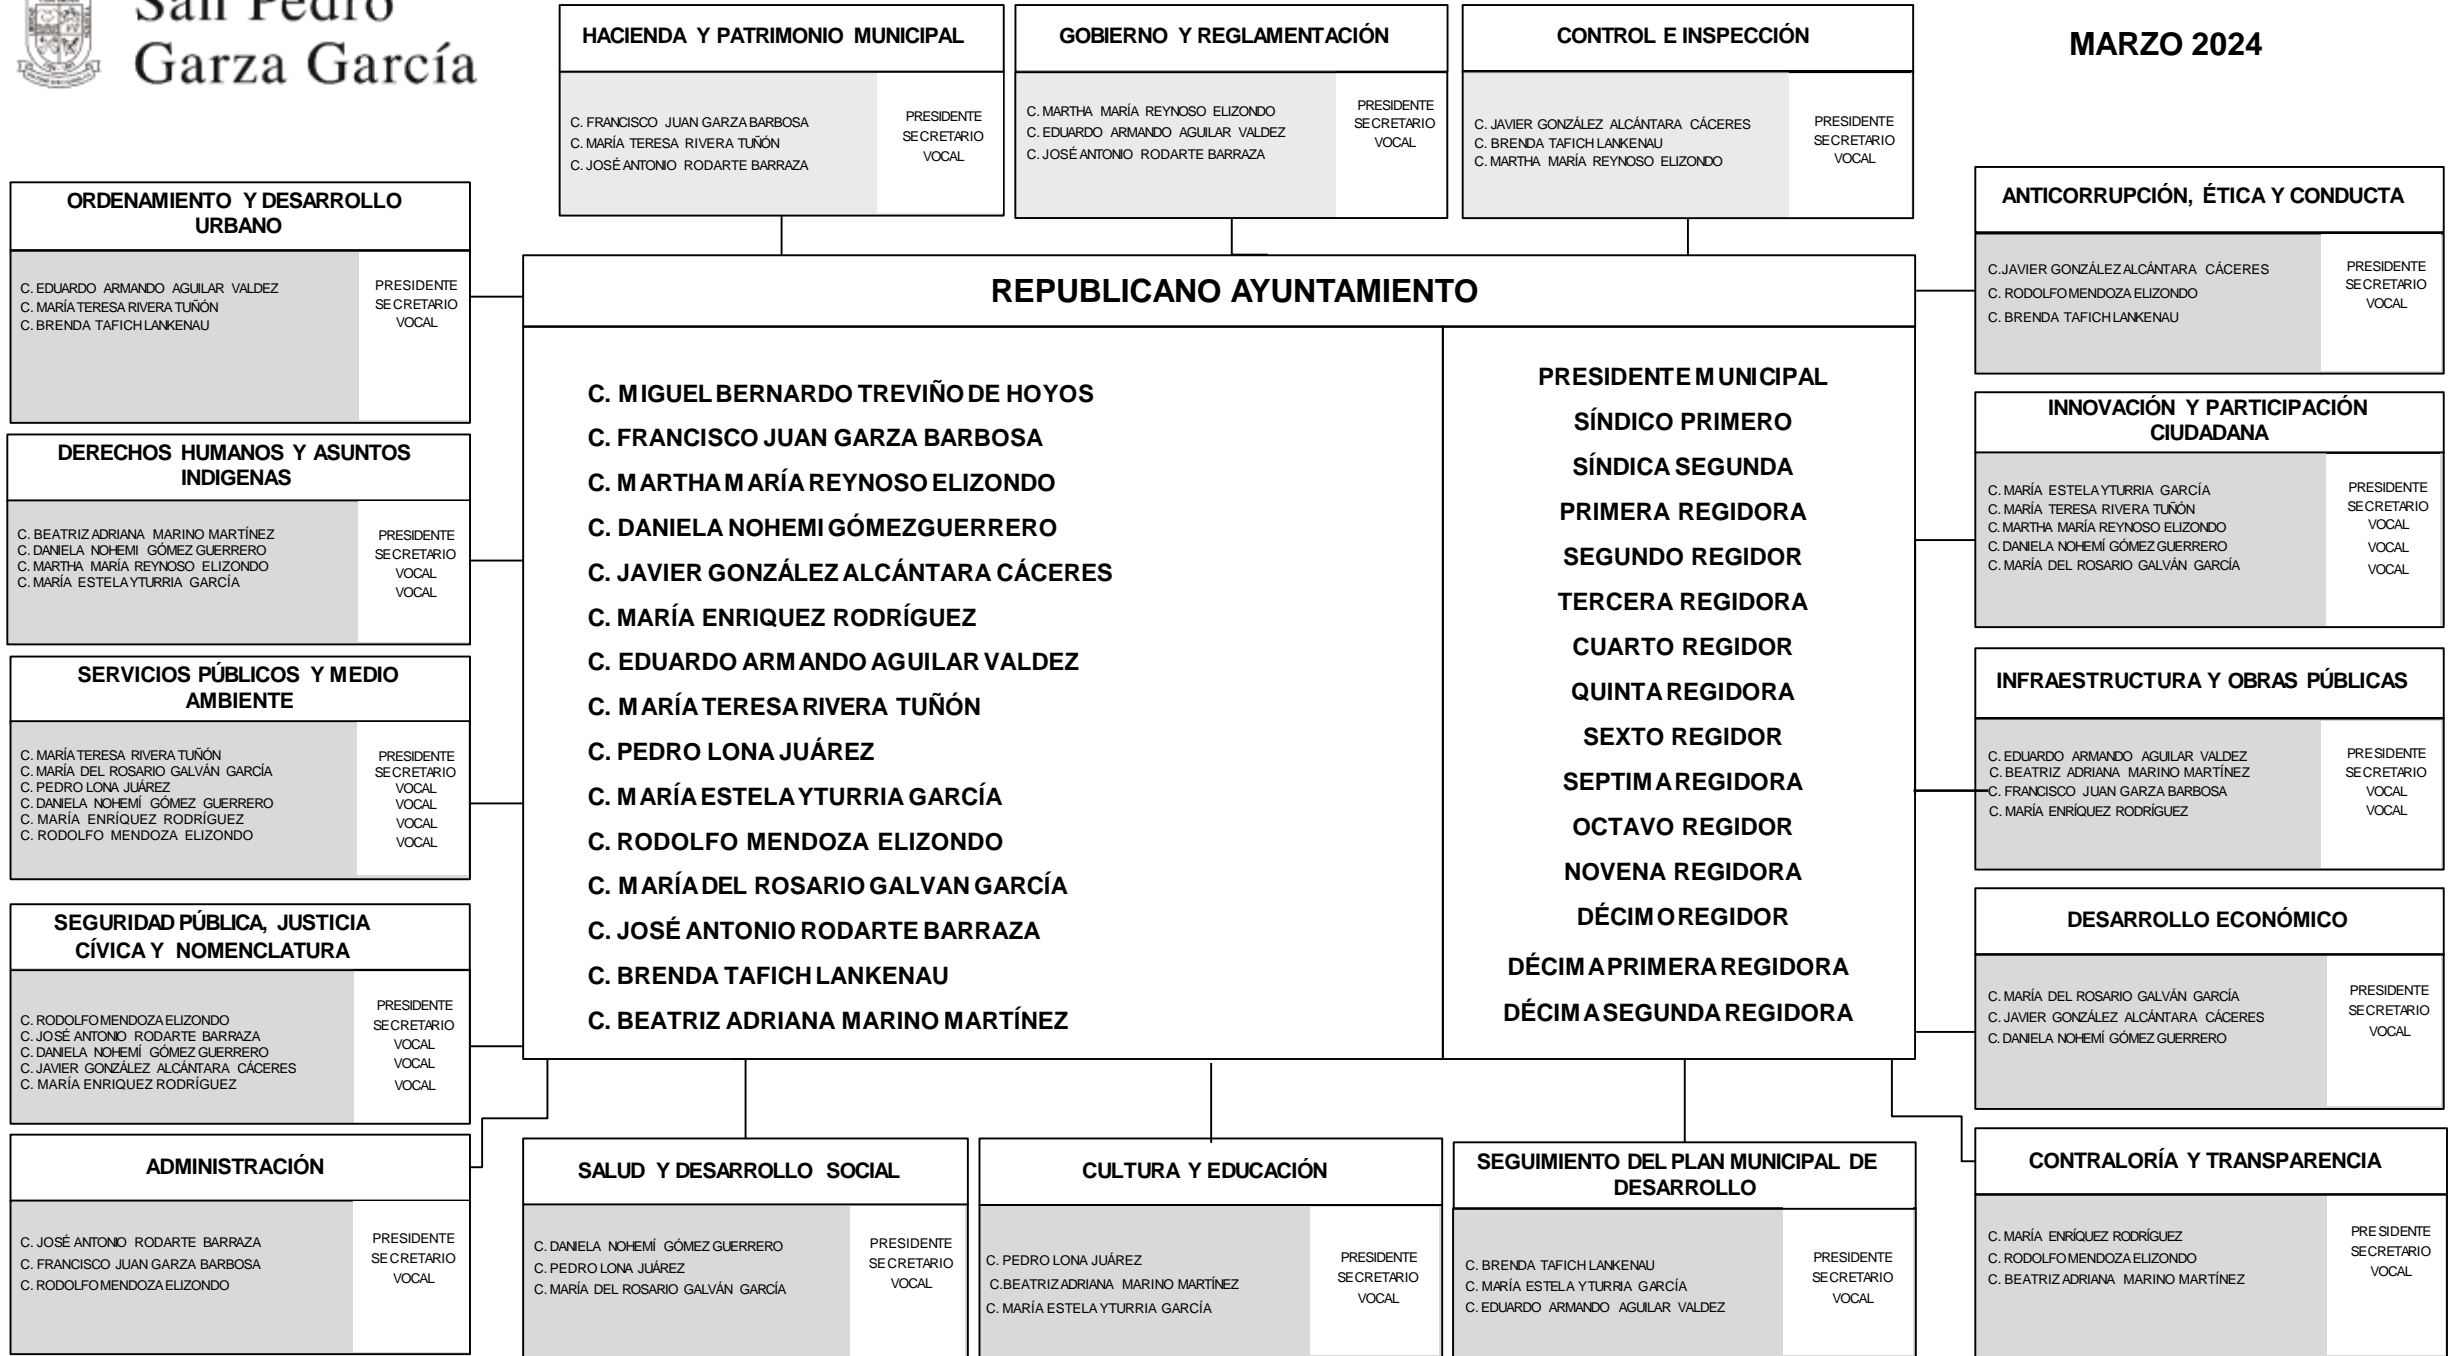 San Pedro
Garza García
MARZO 2024
HACIENDA Y PATRIMONIO MUNICIPAL
C. FRANCISCO JUAN GARZA BARBOSA
C. MARÍA TERESA RIVERA TUÑÓN
C. JOSÉ ANTONIO RODARTE BARRAZA
PRESIDENTE
SECRETARIO
VOCAL
GOBIERNO Y REGLAMENTACIÓN
C. MARTHA MARÍA REYNOSO ELIZONDO
C. EDUARDO ARMANDO AGUILAR VALDEZ
C. JOSÉ ANTONIO RODARTE BARRAZA
PRESIDENTE
SECRETARIO
VOCAL
CONTROL E INSPECCIÓN
C. JAVIER GONZÁLEZ ALCÁNTARA CÁCERES
C. BRENDA TAFICH LANKENAU
C. MARTHA MARÍA REYNOSO ELIZONDO
PRESIDENTE
SECRETARIO
VOCAL
ORDENAMIENTO Y DESARROLLO
URBANO
C. EDUARDO ARMANDO AGUILAR VALDEZ
C. MARÍA TERESA RIVERA TUÑÓN
C. BRENDA TAFICH LANKENAU
PRESIDENTE
SECRETARIO
VOCAL
DERECHOS HUMANOS Y ASUNTOS
INDIGENAS
C. BEATRIZ ADRIANA MARINO MARTÍNEZ
C. DANIELA NOHEMI GÓMEZ GUERRERO
C. MARTHA MARÍA REYNOSO ELIZONDO
C. MARÍA ESTELA YTURRIA GARCÍA
PRESIDENTE
SECRETARIO
VOCAL
VOCAL
SERVICIOS PÚBLICOS Y MEDIO
AMBIENTE
C. MARÍA TERESA RIVERA TUÑÓN
C. MARÍA DEL ROSARIO GALVÁN GARCÍA
C. PEDRO LONA JUÁREZ
C. DANIELA NOHEMÍ GÓMEZ GUERRERO
C. MARÍA ENRÍQUEZ RODRÍGUEZ
C. RODOLFO MENDOZA ELIZONDO
PRESIDENTE
SECRETARIO
VOCAL
VOCAL
VOCAL
VOCAL
SEGURIDAD PÚBLICA, JUSTICIA
CÍVICA Y NOMENCLATURA
C. RODOLFO MENDOZA ELIZONDO
C. JOSÉ ANTONIO RODARTE BARRAZA
C. DANIELA NOHEMÍ GÓMEZ GUERRERO
C. JAVIER GONZÁLEZ ALCÁNTARA CÁCERES
C. MARÍA ENRIQUEZ RODRÍGUEZ
PRESIDENTE
SECRETARIO
VOCAL
VOCAL
VOCAL
ADMINISTRACIÓN
C. JOSÉ ANTONIO RODARTE BARRAZA
C. FRANCISCO JUAN GARZA BARBOSA
C. RODOLFO MENDOZA ELIZONDO
PRESIDENTE
SECRETARIO
VOCAL
REPUBLICANO AYUNTAMIENTO
C. MIGUEL BERNARDO TREVIÑO DE HOYOS
C. FRANCISCO JUAN GARZA BARBOSA
C. MARTHA MARÍA REYNOSO ELIZONDO
C. DANIELA NOHEMI GÓMEZ GUERRERO
C. JAVIER GONZÁLEZ ALCÁNTARA CÁCERES
C. MARÍA ENRIQUEZ RODRÍGUEZ
C. EDUARDO ARMANDO AGUILAR VALDEZ
C. MARÍA TERESA RIVERA TUÑÓN
C. PEDRO LONA JUÁREZ
C. MARÍA ESTELA YTURRIA GARCÍA
C. RODOLFO MENDOZA ELIZONDO
C. MARÍA DEL ROSARIO GALVAN GARCÍA
C. JOSÉ ANTONIO RODARTE BARRAZA
C. BRENDA TAFICH LANKENAU
C. BEATRIZ ADRIANA MARINO MARTÍNEZ
PRESIDENTE MUNICIPAL
SÍNDICO PRIMERO
SÍNDICA SEGUNDA
PRIMERA REGIDORA
SEGUNDO REGIDOR
TERCERA REGIDORA
CUARTO REGIDOR
QUINTA REGIDORA
SEXTO REGIDOR
SEPTIMA REGIDORA
OCTAVO REGIDOR
NOVENA REGIDORA
DÉCIMO REGIDOR
DÉCIMA PRIMERA REGIDORA
DÉCIMA SEGUNDA REGIDORA
ANTICORRUPCIÓN, ÉTICA Y CONDUCTA
C.JAVIER GONZÁLEZ ALCÁNTARA CÁCERES
C. RODOLFO MENDOZA ELIZONDO
C. BRENDA TAFICH LANKENAU
PRESIDENTE
SECRETARIO
VOCAL
INNOVACIÓN Y PARTICIPACIÓN
CIUDADANA
C. MARÍA ESTELA YTURRIA GARCÍA
C. MARÍA TERESA RIVERA TUÑÓN
C. MARTHA MARÍA REYNOSO ELIZONDO
C. DANIELA NOHEMÍ GÓMEZ GUERRERO
C. MARÍA DEL ROSARIO GALVÁN GARCÍA
PRESIDENTE
SECRETARIO
VOCAL
VOCAL
VOCAL
INFRAESTRUCTURA Y OBRAS PÚBLICAS
C. EDUARDO ARMANDO AGUILAR VALDEZ
C. BEATRIZ ADRIANA MARINO MARTÍNEZ
C. FRANCISCO JUAN GARZA BARBOSA
C. MARÍA ENRÍQUEZ RODRÍGUEZ
PRESIDENTE
SECRETARIO
VOCAL
VOCAL
DESARROLLO ECONÓMICO
C. MARÍA DEL ROSARIO GALVÁN GARCÍA
C. JAVIER GONZÁLEZ ALCÁNTARA CÁCERES
C. DANIELA NOHEMÍ GÓMEZ GUERRERO
PRESIDENTE
SECRETARIO
VOCAL
SALUD Y DESARROLLO SOCIAL
C. DANIELA NOHEMÍ GÓMEZ GUERRERO
C. PEDRO LONA JUÁREZ
C. MARÍA DEL ROSARIO GALVÁN GARCÍA
PRESIDENTE
SECRETARIO
VOCAL
CULTURA Y EDUCACIÓN
C. PEDRO LONA JUÁREZ
C.BEATRIZ ADRIANA MARINO MARTÍNEZ
C. MARÍA ESTELA YTURRIA GARCÍA
PRESIDENTE
SECRETARIO
VOCAL
SEGUIMIENTO DEL PLAN MUNICIPAL DE
DESARROLLO
C. BRENDA TAFICH LANKENAU
C. MARÍA ESTELA YTURRIA GARCÍA
C. EDUARDO ARMANDO AGUILAR VALDEZ
PRESIDENTE
SECRETARIO
VOCAL
CONTRALORÍA Y TRANSPARENCIA
C. MARÍA ENRÍQUEZ RODRÍGUEZ
C. RODOLFO MENDOZA ELIZONDO
C. BEATRIZ ADRIANA MARINO MARTÍNEZ
PRESIDENTE
SECRETARIO
VOCAL